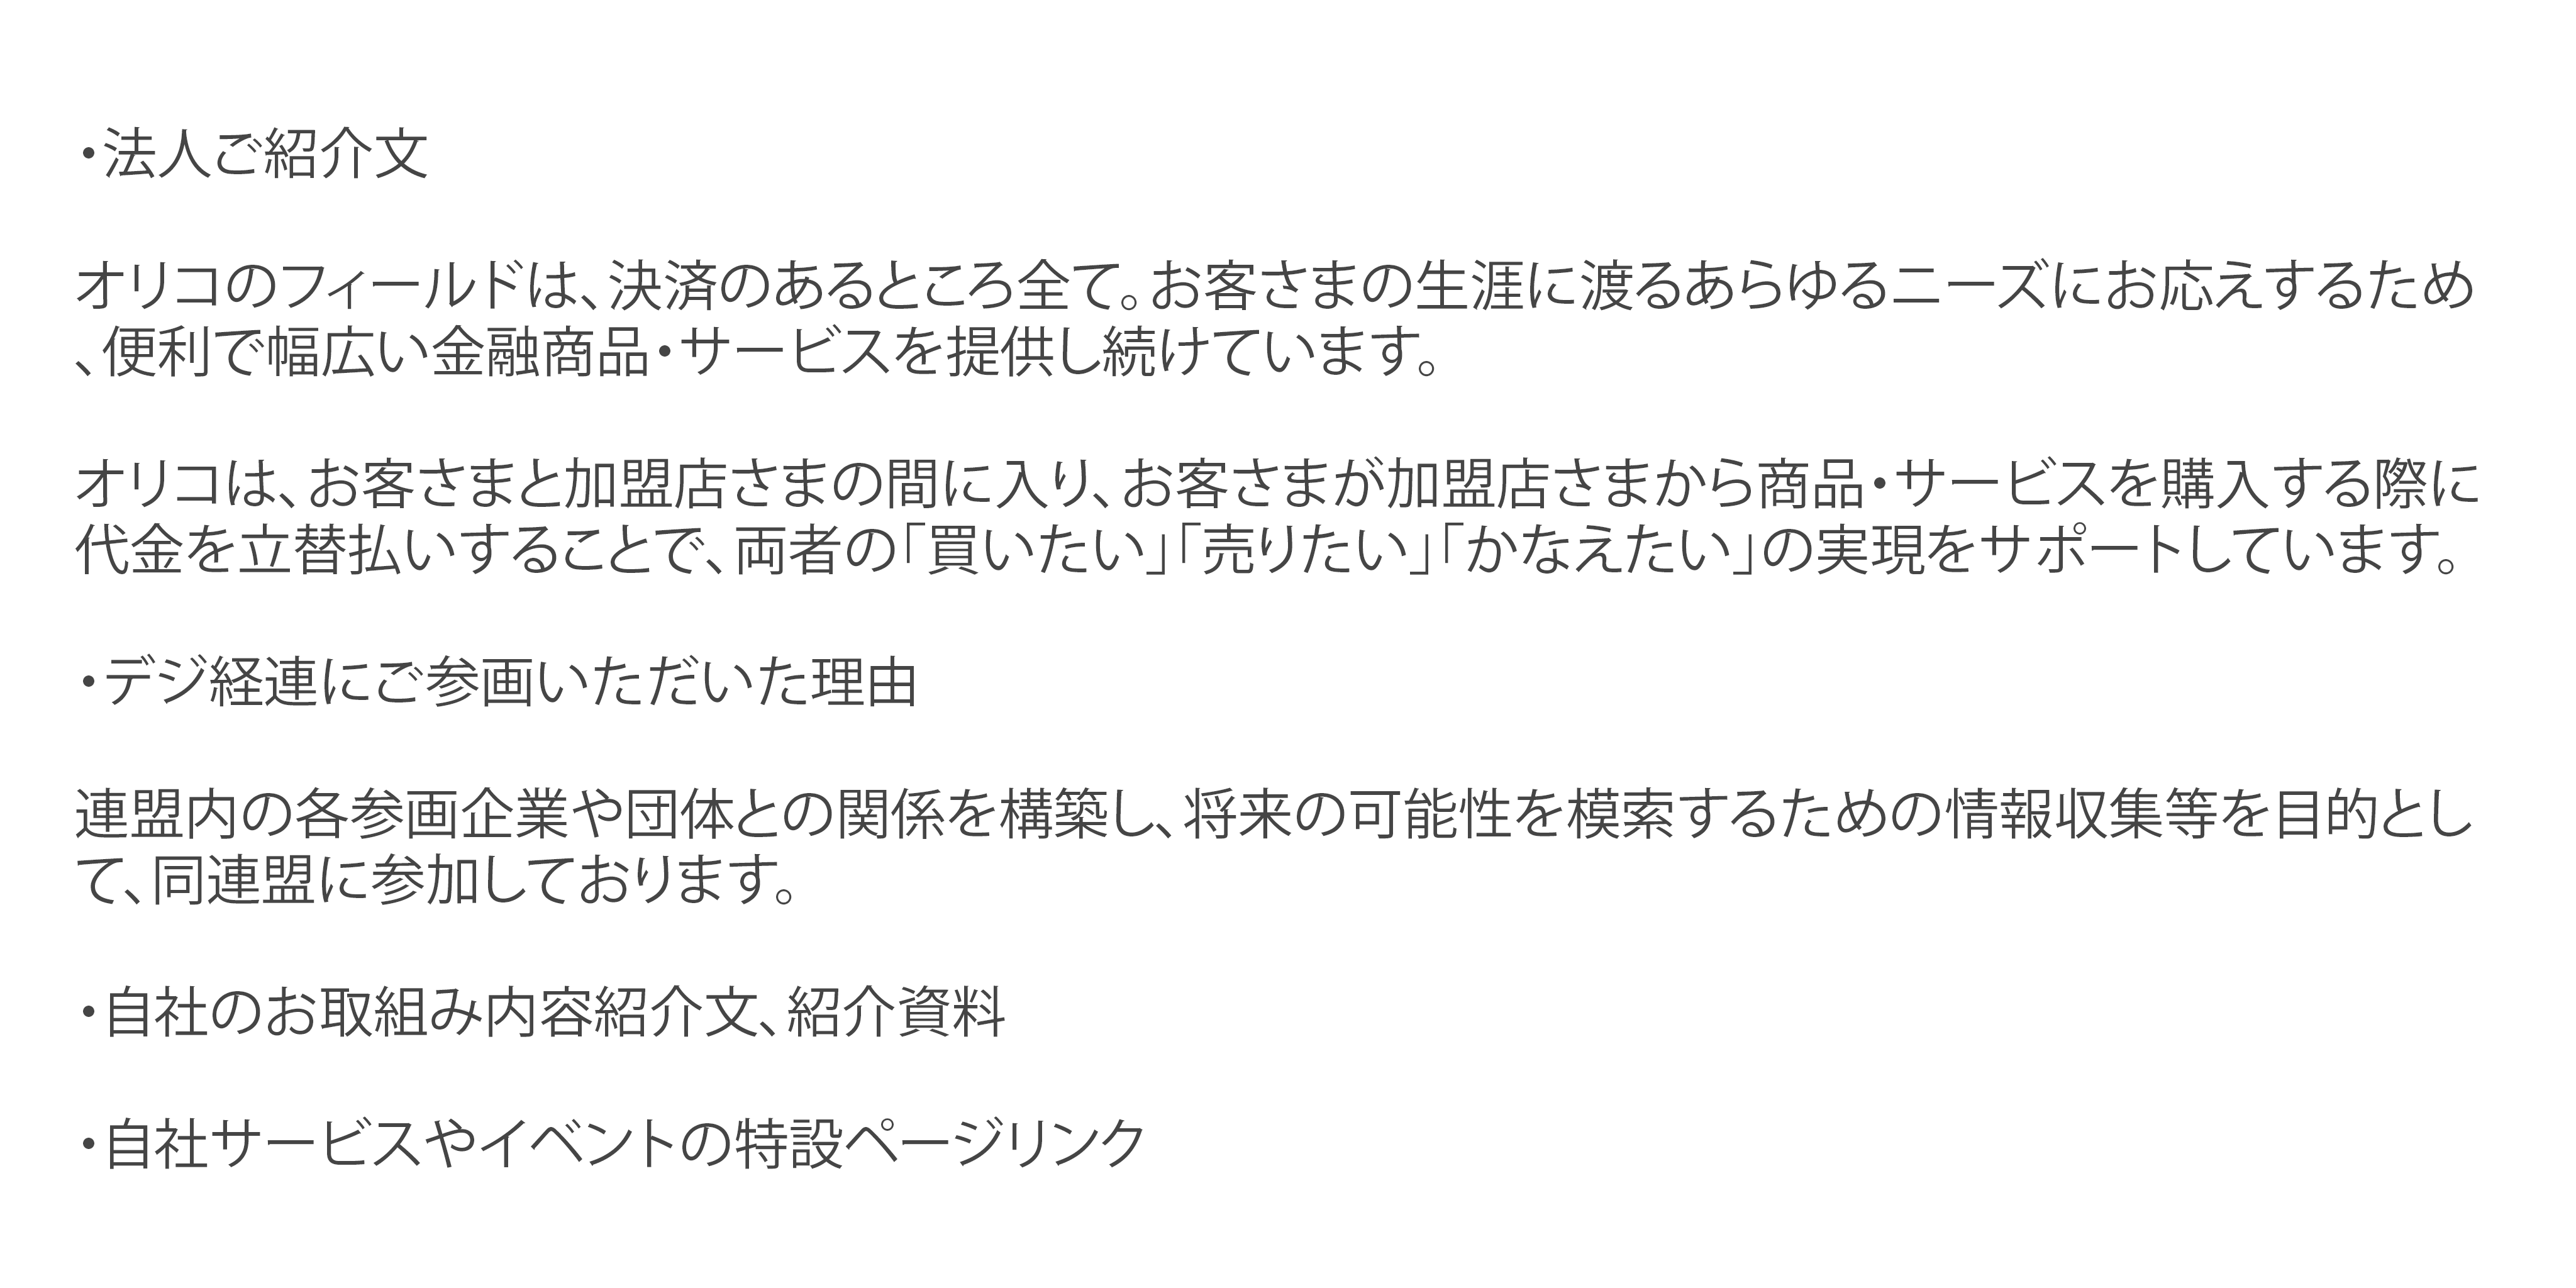 ・法人ご紹介文
オリコのフィールドは、決済のあるところ全て。お客さまの生涯に渡るあらゆるニーズにお応えするため
、便利で幅広い金融商品・サービスを提供し続けています。
オリコは、お客さまと加盟店さまの間に入り、お客さまが加盟店さまから商品・サービスを購入する際に
代金を立替払いすることで、両者の「買いたい」「売りたい」「かなえたい」の実現をサポートしています。
・デジ経連にご参画いただいた理由
連盟内の各参画企業や団体との関係を構築し、将来の可能性を模索するための情報収集等を目的とし
て、同連盟に参加しております。
・自社のお取組み内容紹介文、紹介資料
・自社サービスやイベントの特設ページリンク